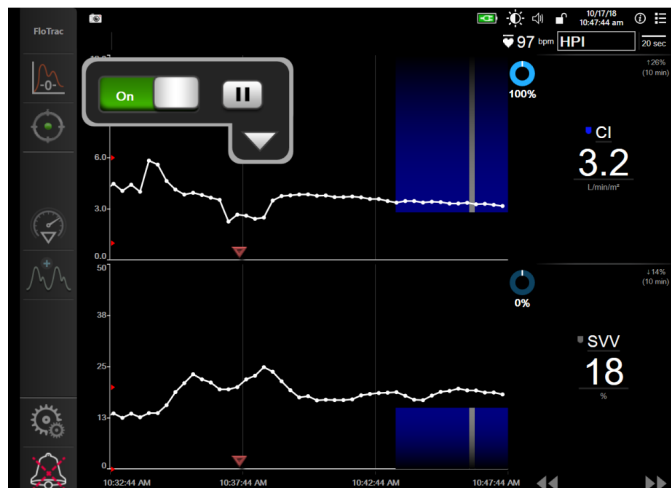 FloTrac
10/17/18
10:47:44 am
97 bpm
HPI
20 sec
-0-
On
6.0
3.0
0.0
100%
↑26%
(10 min)
CI
3.2
L/min/m²
50
38
25
13
0
0%
↓14%
(10 min)
SVV
18
%
10:32:44 AM
10:37:44 AM
10:42:44 AM
10:47:44 AM